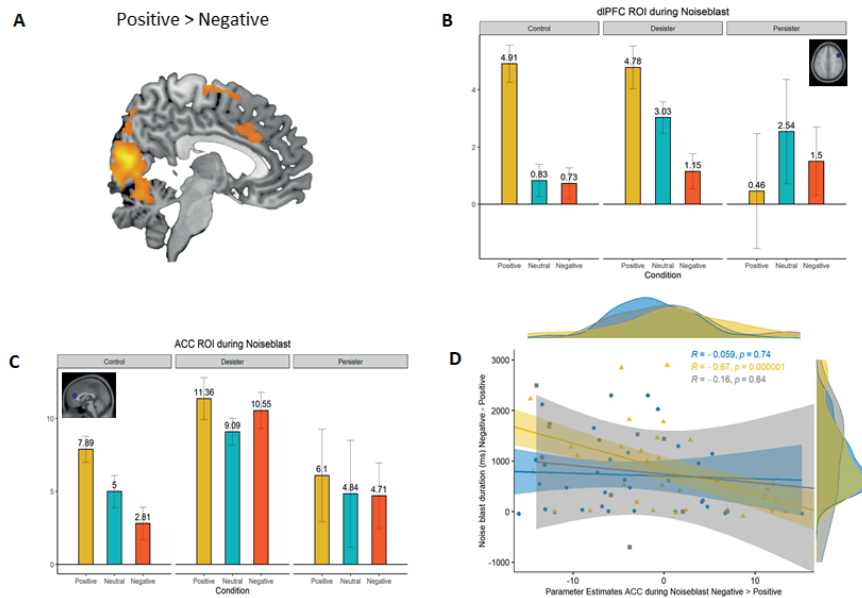 A
Positive > Negative
B
dlPFC ROI during Noiseblast
Control Desister Persister
4.91
0.83
0.73
4.78
3.03
1.15
0.46
2.54
1.5
4
2
0
Positive Neutral Negative Positive Neutral Negative Positive Neutral Negative
Condition
C
ACC ROI during Noiseblast
Control Desister Persister
7.89
5
2.81
11.36
9.09
10.55
6.1
4.84
4.71
10
5
0
Positive Neutral Negative Positive Neutral Negative Positive Neutral Negative
Condition
D
R = −0.059, p = 0.74
R = −0.67, p = 0.000001
R = −0.16, p = 0.64
Noise blast duration (ms) Negative - Positive
3000
2000
1000
0
-1000
-10 0 10
Parameter Estimates ACC during Noiseblast Negative > Positive